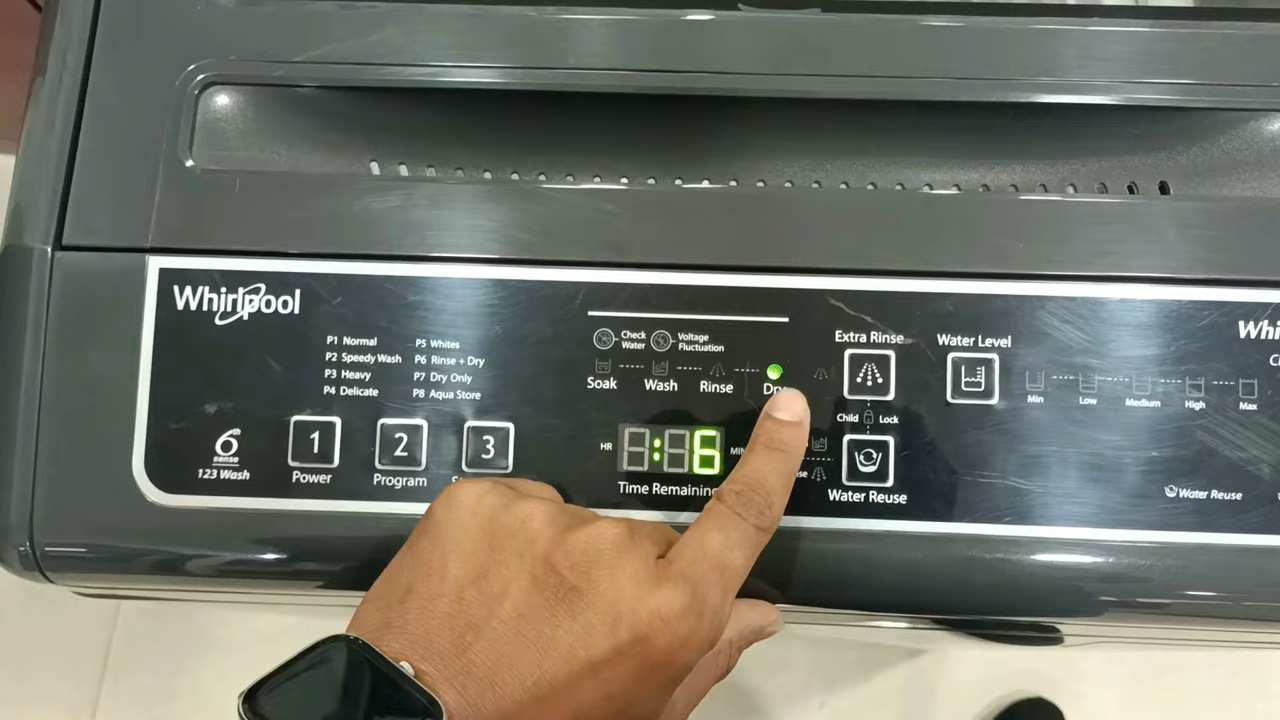 Whirlpool
P1 Normal
P2 Speedy Wash
P3 Heavy
P4 Delicate
P5 Whites
P6 Rinse + Dry
P7 Dry Only
P8 Aqua Store
6th
sense
123 Wash
1
Power
2
Program
3
Check
Water
Voltage
Fluctuation
Soak
Wash
Rinse
HR
:6
Time Remaining
Extra Rinse
Child
Lock
Water Reuse
Water Level
Min
Low
Medium
High
Max
Water Reuse